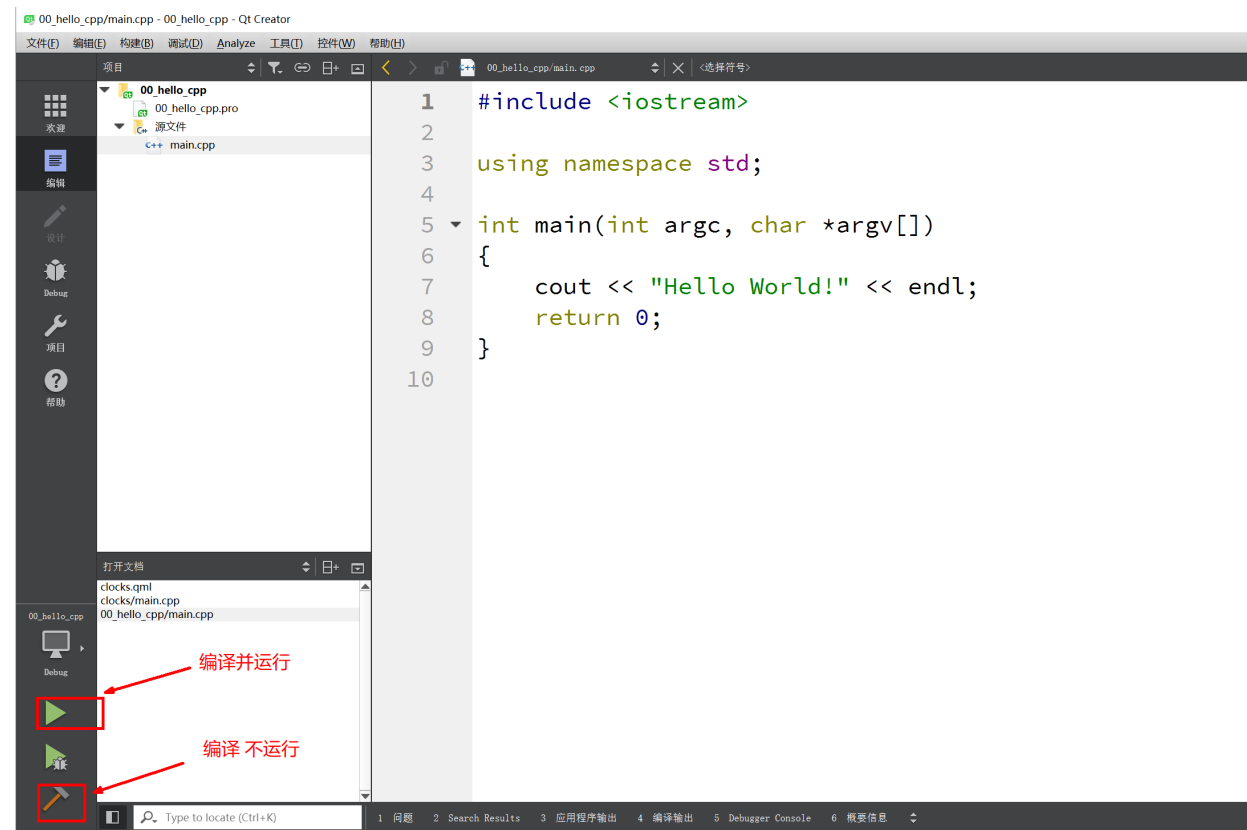 00_hello_cpp/main.cpp - 00_hello_cpp - Qt Creator
文件(F) 编辑(E) 构建(B) 调试(D) Analyze 工具(T) 控件(W) 帮助(H)
项目
00_hello_cpp/main.cpp
<选择符号>
欢迎
编辑
设计
Debug
项目
帮助
00_hello_cpp
00_hello_cpp.pro
源文件
main.cpp
1 #include <iostream>
2
3 using namespace std;
4
5 int main(int argc, char *argv[])
6 {
7 cout << "Hello World!" << endl;
8 return 0;
9 }
10
打开文档
clocks.qml
clocks/main.cpp
00_hello_cpp/main.cpp
00_hello_cpp
Debug
编译并运行
编译 不运行
Type to locate (Ctrl+K)
1 问题 2 Search Results 3 应用程序输出 4 编译输出 5 Debugger Console 6 概要信息